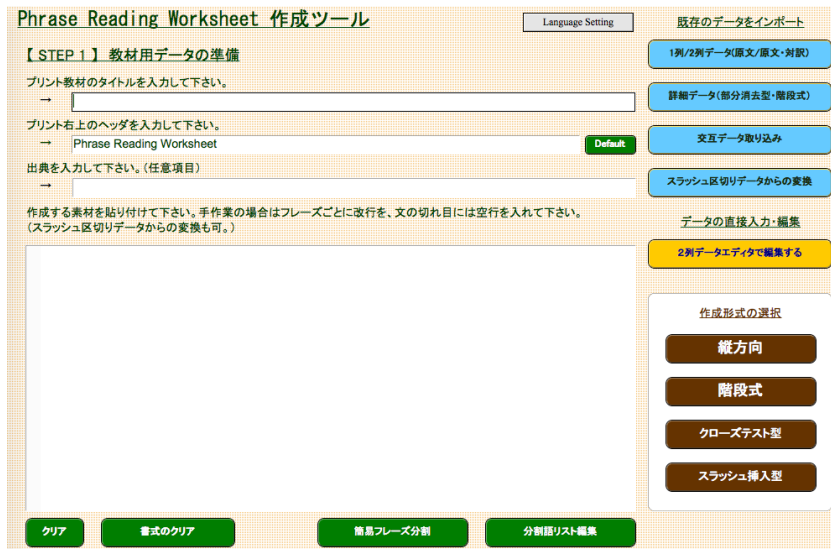 Phrase Reading Worksheet 作成ツール
Language Setting
【 STEP 1 】 教材用データの準備
プリント教材のタイトルを入力して下さい。
→
プリント右上のヘッダを入力して下さい。
→ Phrase Reading Worksheet Default
出典を入力して下さい。(任意項目)
→
作成する素材を貼り付けて下さい。手作業の場合はフレーズごとに改行を、文の切れ目には空行を入れて下さい。
(スラッシュ区切りデータからの変換も可。)
クリア 書式のクリア 簡易フレーズ分割 分割語リスト編集
既存のデータをインポート
1列/2列データ(原文/原文・対訳)
詳細データ(部分消去型・階段式)
交互データ取り込み
スラッシュ区切りデータからの変換
データの直接入力・編集
2列データエディタで編集する
作成形式の選択
縦方向
階段式
クローズテスト型
スラッシュ挿入型